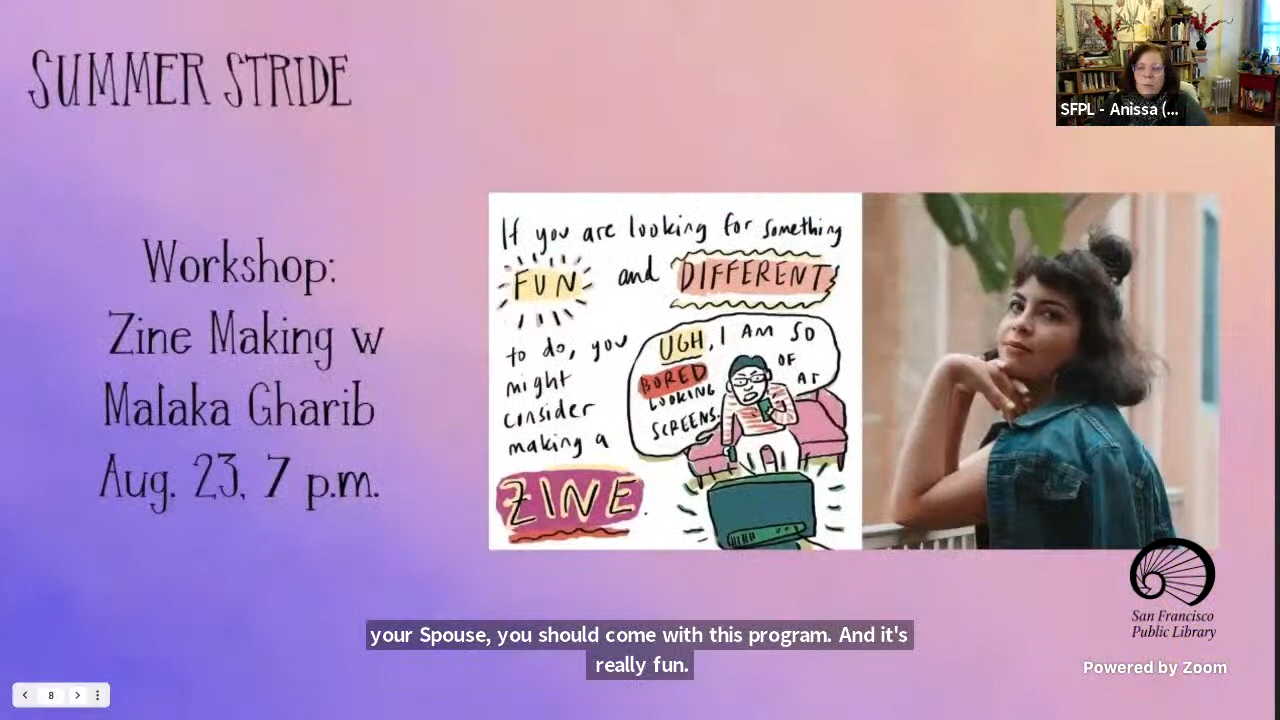 SUMMER STRIDE
SFPL - Anissa (...
Workshop:
Zine Making w
Malaka Gharib
Aug. 23, 7 p.m.
If you are looking for something
FUN and DIFFERENT
to do, you
might
consider
making a
ZINE.
UGH, I AM SO
BORED OF
LOOKING AT
SCREENS.
San Francisco
Public Library
your Spouse, you should come with this program. And it's
really fun.
Powered by Zoom
8